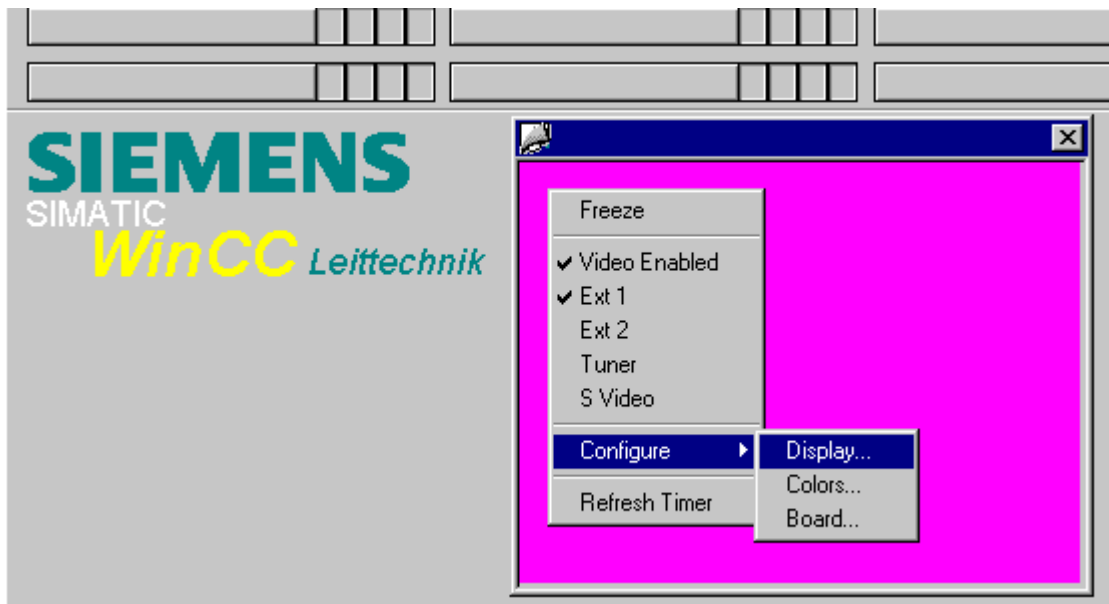 SIEMENS
SIMATIC
WinCC Leittechnik
Freeze
Video Enabled
Ext 1
Ext 2
Tuner
S Video
Configure
Display...
Colors...
Board...
Refresh Timer